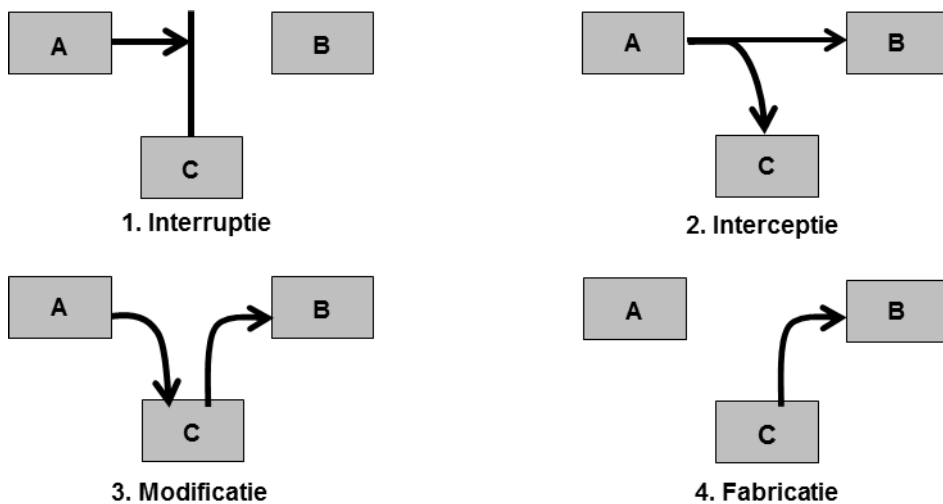 A
B
C
1. Interruptie
A
B
C
2. Interceptie
A
B
C
3. Modificatie
A
B
C
4. Fabricatie